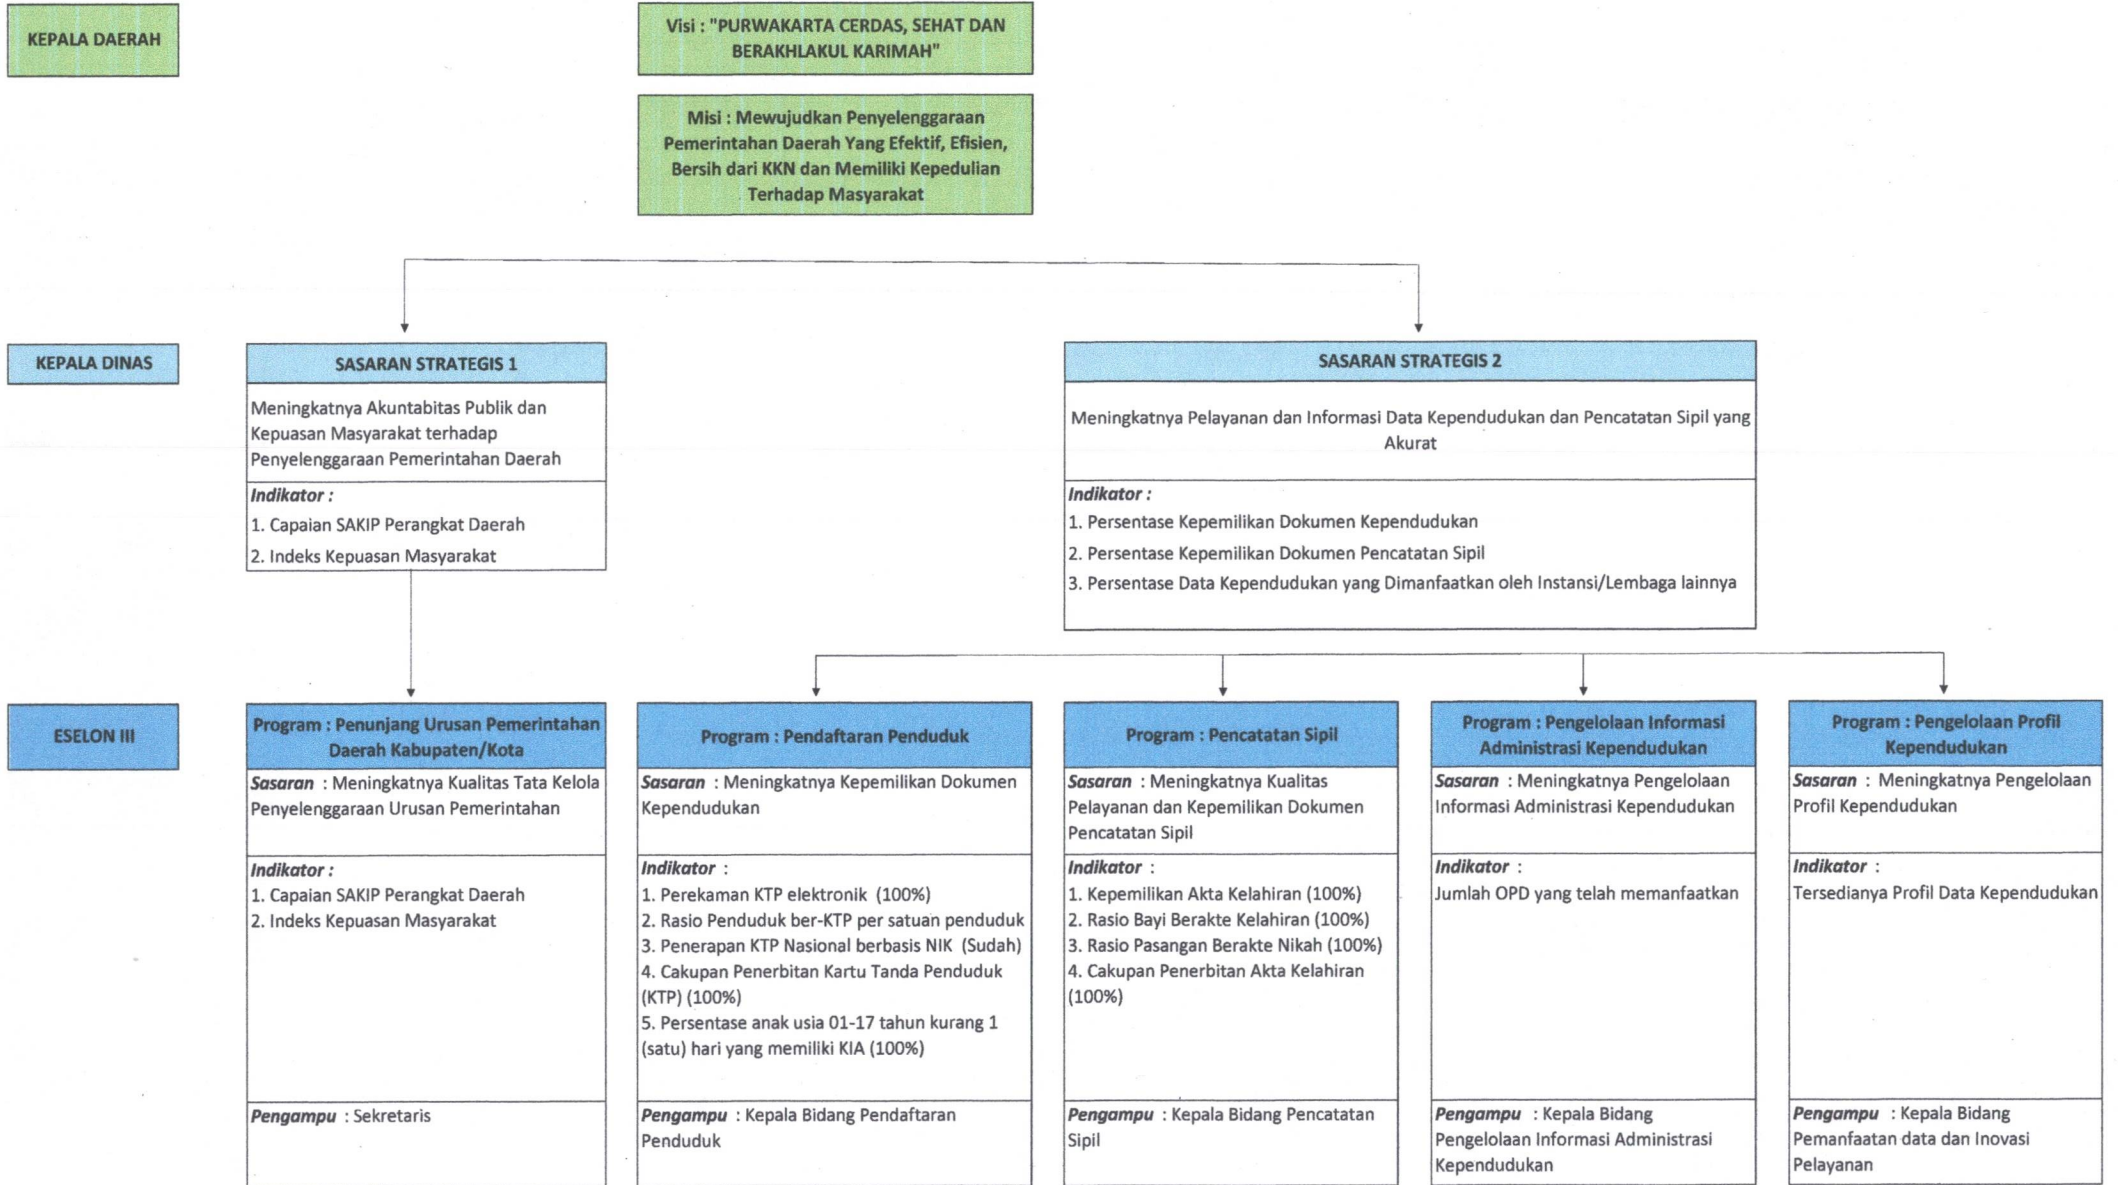 KEPALA DAERAH
Visi : "PURWAKARTA CERDAS, SEHAT DAN
BERAKHLAKUL KARIMAH"
Misi : Mewujudkan Penyelenggaraan
Pemerintahan Daerah Yang Efektif, Efisien,
Bersih dari KKN dan Memiliki Kepedulian
Terhadap Masyarakat
KEPALA DINAS
SASARAN STRATEGIS 1
Meningkatnya Akuntabitas Publik dan
Kepuasan Masyarakat terhadap
Penyelenggaraan Pemerintahan Daerah
Indikator :
1. Capaian SAKIP Perangkat Daerah
2. Indeks Kepuasan Masyarakat
SASARAN STRATEGIS 2
Meningkatnya Pelayanan dan Informasi Data Kependudukan dan Pencatatan Sipil yang
Akurat
Indikator :
1. Persentase Kepemilikan Dokumen Kependudukan
2. Persentase Kepemilikan Dokumen Pencatatan Sipil
3. Persentase Data Kependudukan yang Dimanfaatkan oleh Instansi/Lembaga lainnya
ESELON III
Program : Penunjang Urusan Pemerintahan
Daerah Kabupaten/Kota
Sasaran : Meningkatnya Kualitas Tata Kelola
Penyelenggaraan Urusan Pemerintahan
Indikator :
1. Capaian SAKIP Perangkat Daerah
2. Indeks Kepuasan Masyarakat
Pengampu : Sekretaris
Program : Pendaftaran Penduduk
Sasaran : Meningkatnya Kepemilikan Dokumen
Kependudukan
Indikator :
1. Perekaman KTP elektronik (100%)
2. Rasio Penduduk ber-KTP per satuan penduduk
3. Penerapan KTP Nasional berbasis NIK (Sudah)
4. Cakupan Penerbitan Kartu Tanda Penduduk
(KTP) (100%)
5. Persentase anak usia 01-17 tahun kurang 1
(satu) hari yang memiliki KIA (100%)
Pengampu : Kepala Bidang Pendaftaran
Penduduk
Program : Pencatatan Sipil
Sasaran : Meningkatnya Kualitas
Pelayanan dan Kepemilikan Dokumen
Pencatatan Sipil
Indikator :
1. Kepemilikan Akta Kelahiran (100%)
2. Rasio Bayi Berakte Kelahiran (100%)
3. Rasio Pasangan Berakte Nikah (100%)
4. Cakupan Penerbitan Akta Kelahiran
(100%)
Pengampu : Kepala Bidang Pencatatan
Sipil
Program : Pengelolaan Informasi
Administrasi Kependudukan
Sasaran : Meningkatnya Pengelolaan
Informasi Administrasi Kependudukan
Indikator :
Jumlah OPD yang telah memanfaatkan
Pengampu : Kepala Bidang
Pengelolaan Informasi Administrasi
Kependudukan
Program : Pengelolaan Profil
Kependudukan
Sasaran : Meningkatnya Pengelolaan
Profil Kependudukan
Indikator :
Tersedianya Profil Data Kependudukan
Pengampu : Kepala Bidang
Pemanfaatan data dan Inovasi
Pelayanan